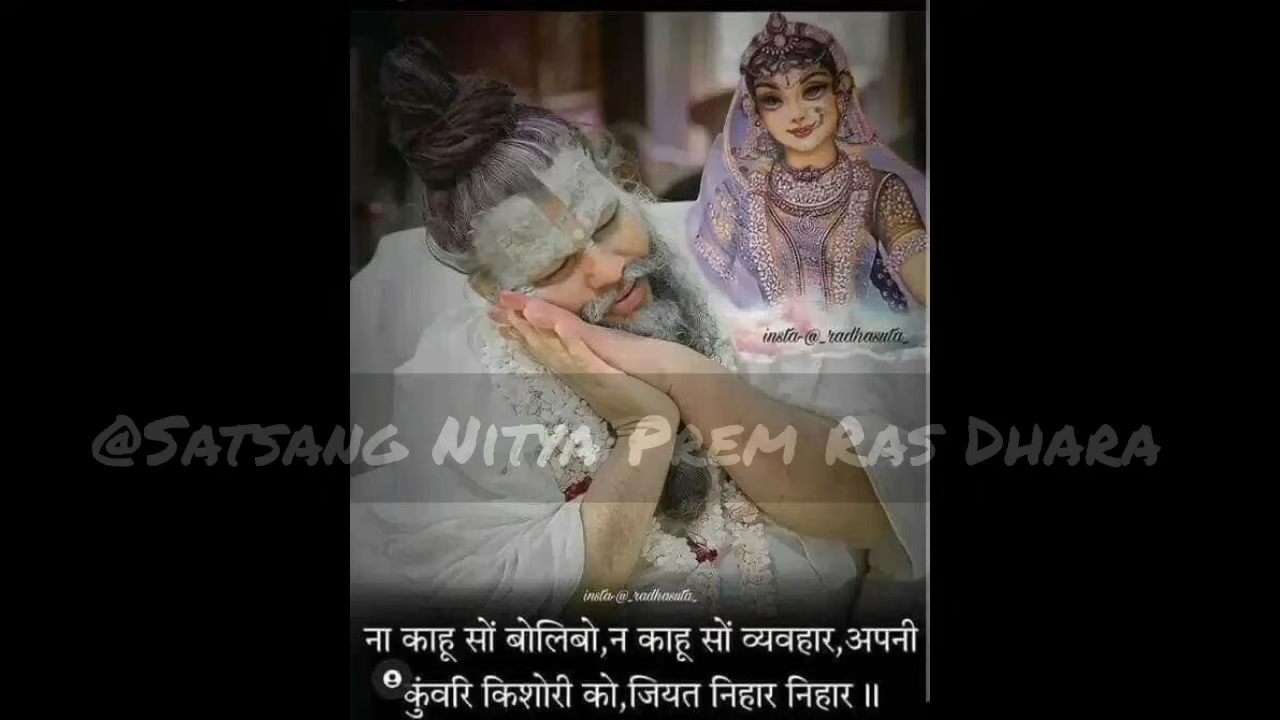 insta-@_radhasuta_
@Satsang Nitya Prem Ras Dhara
insta-@_radhasuta_
ना काहू सों बोलिबो,न काहू सों व्यवहार,अपनी
कुंवरि किशोरी को,जियत निहार निहार ॥